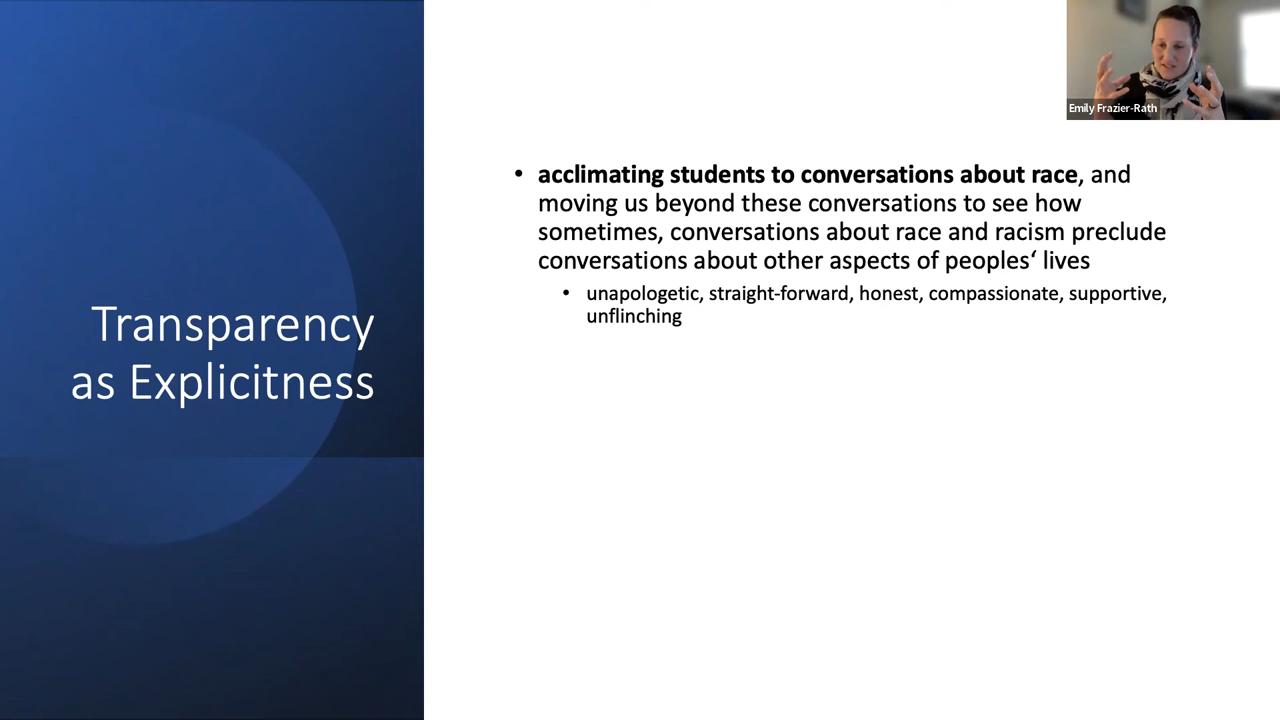 Transparency
as Explicitness
• acclimating students to conversations about race, and
moving us beyond these conversations to see how
sometimes, conversations about race and racism preclude
conversations about other aspects of peoples‘ lives
• unapologetic, straight-forward, honest, compassionate, supportive,
unflinching
Emily Frazier-Rath